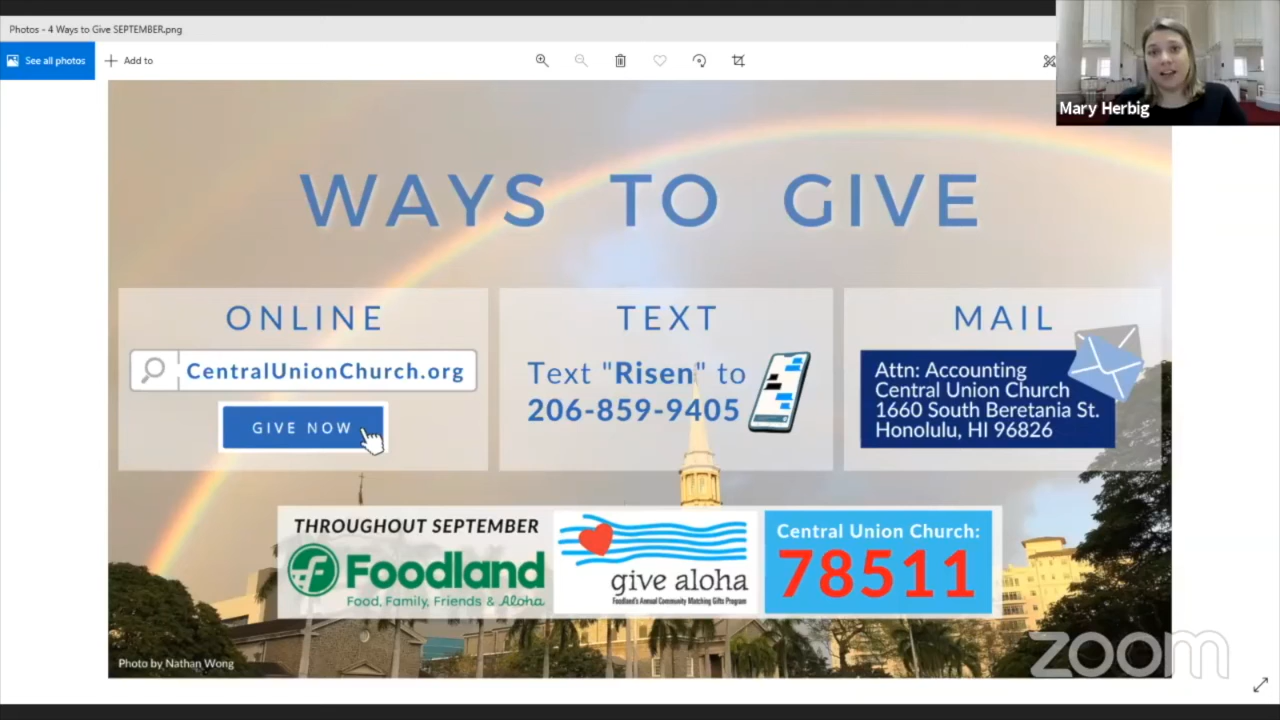 Photos - 4 Ways to Give SEPTEMBER.png
See all photos
Add to
Mary Herbig
WAYS TO GIVE
ONLINE
CentralUnionChurch.org
GIVE NOW
TEXT
Text "Risen" to
206-859-9405
MAIL
Attn: Accounting
Central Union Church
1660 South Beretania St.
Honolulu, HI 96826
THROUGHOUT SEPTEMBER
Foodland
Food, Family, Friends & Aloha
give aloha
Foodland's Annual Community Matching Gifts Program
Central Union Church:
78511
Photo by Nathan Wong
zoom